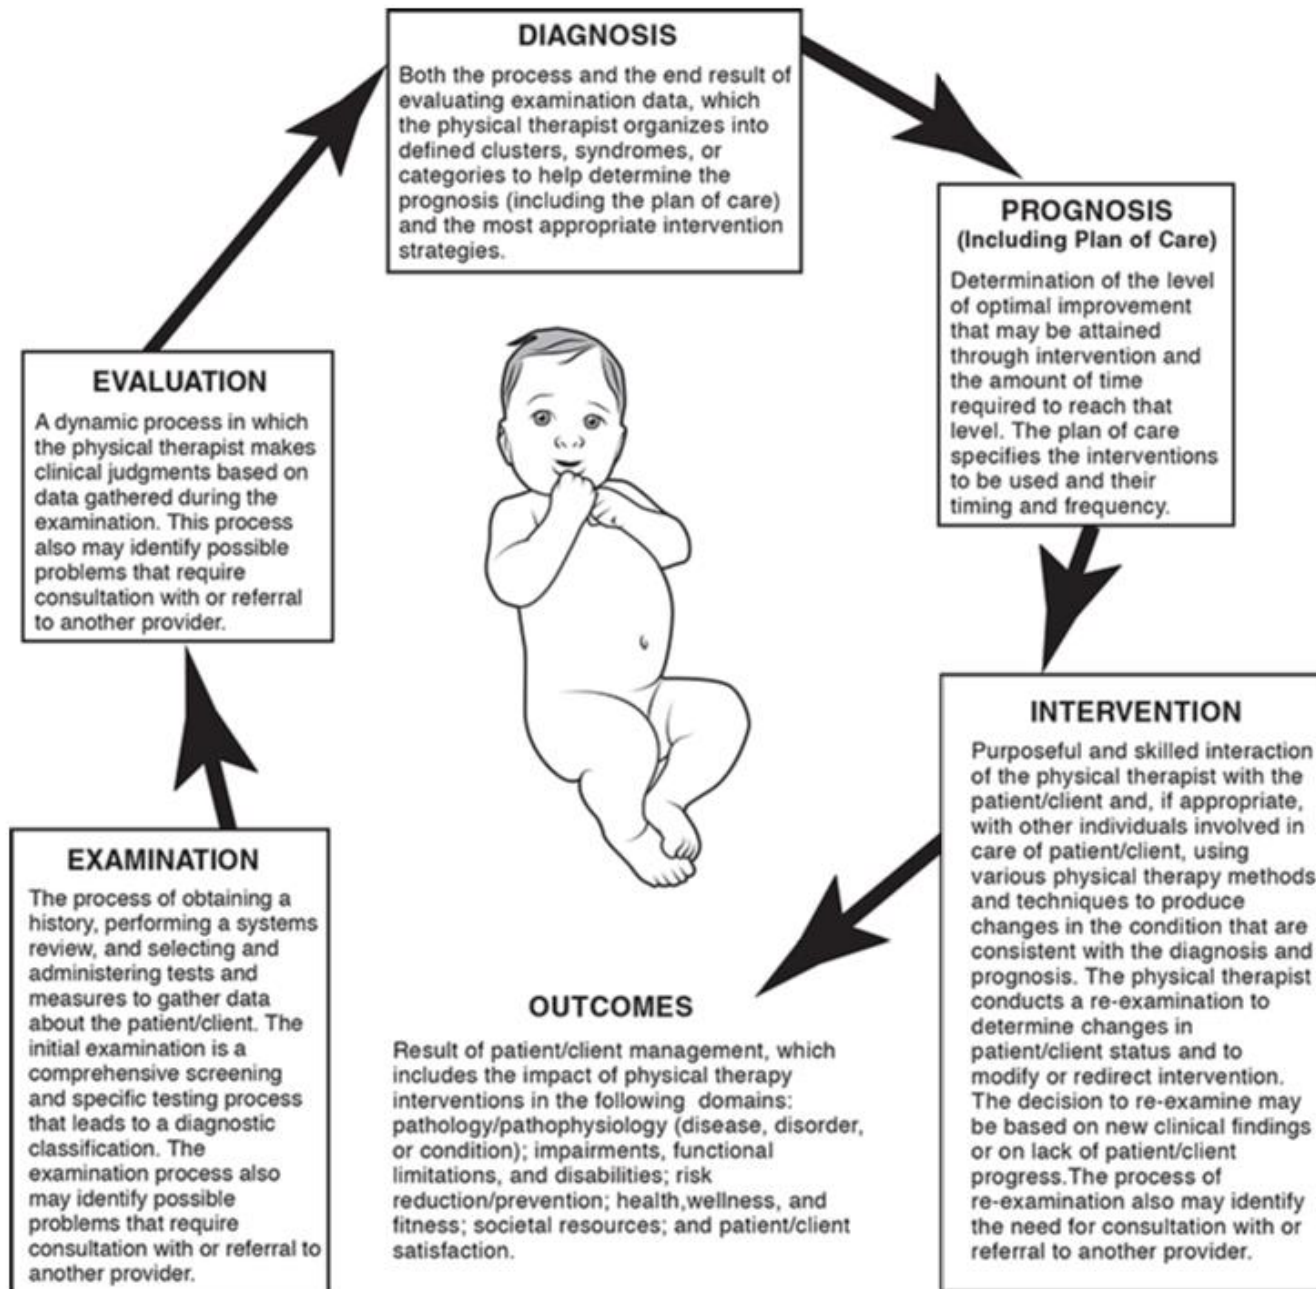 DIAGNOSIS
Both the process and the end result of
evaluating examination data, which
the physical therapist organizes into
defined clusters, syndromes, or
categories to help determine the
prognosis (including the plan of care)
and the most appropriate intervention
strategies.
PROGNOSIS
(Including Plan of Care)
Determination of the level
of optimal improvement
that may be attained
through intervention and
the amount of time
required to reach that
level. The plan of care
specifies the interventions
to be used and their
timing and frequency.
EVALUATION
A dynamic process in which
the physical therapist makes
clinical judgments based on
data gathered during the
examination. This process
also may identify possible
problems that require
consultation with or referral
to another provider.
INTERVENTION
Purposeful and skilled interaction
of the physical therapist with the
patient/client and, if appropriate,
with other individuals involved in
care of patient/client, using
various physical therapy methods
and techniques to produce
changes in the condition that are
consistent with the diagnosis and
prognosis. The physical therapist
conducts a re-examination to
determine changes in
patient/client status and to
modify or redirect intervention.
The decision to re-examine may
be based on new clinical findings
or on lack of patient/client
progress.The process of
re-examination also may identify
the need for consultation with or
referral to another provider.
EXAMINATION
The process of obtaining a
history, performing a systems
review, and selecting and
administering tests and
measures to gather data
about the patient/client. The
initial examination is a
comprehensive screening
and specific testing process
that leads to a diagnostic
classification. The
examination process also
may identify possible
problems that require
consultation with or referral to
another provider.
OUTCOMES
Result of patient/client management, which
includes the impact of physical therapy
interventions in the following domains:
pathology/pathophysiology (disease, disorder,
or condition); impairments, functional
limitations, and disabilities; risk
reduction/prevention; health,wellness, and
fitness; societal resources; and patient/client
satisfaction.